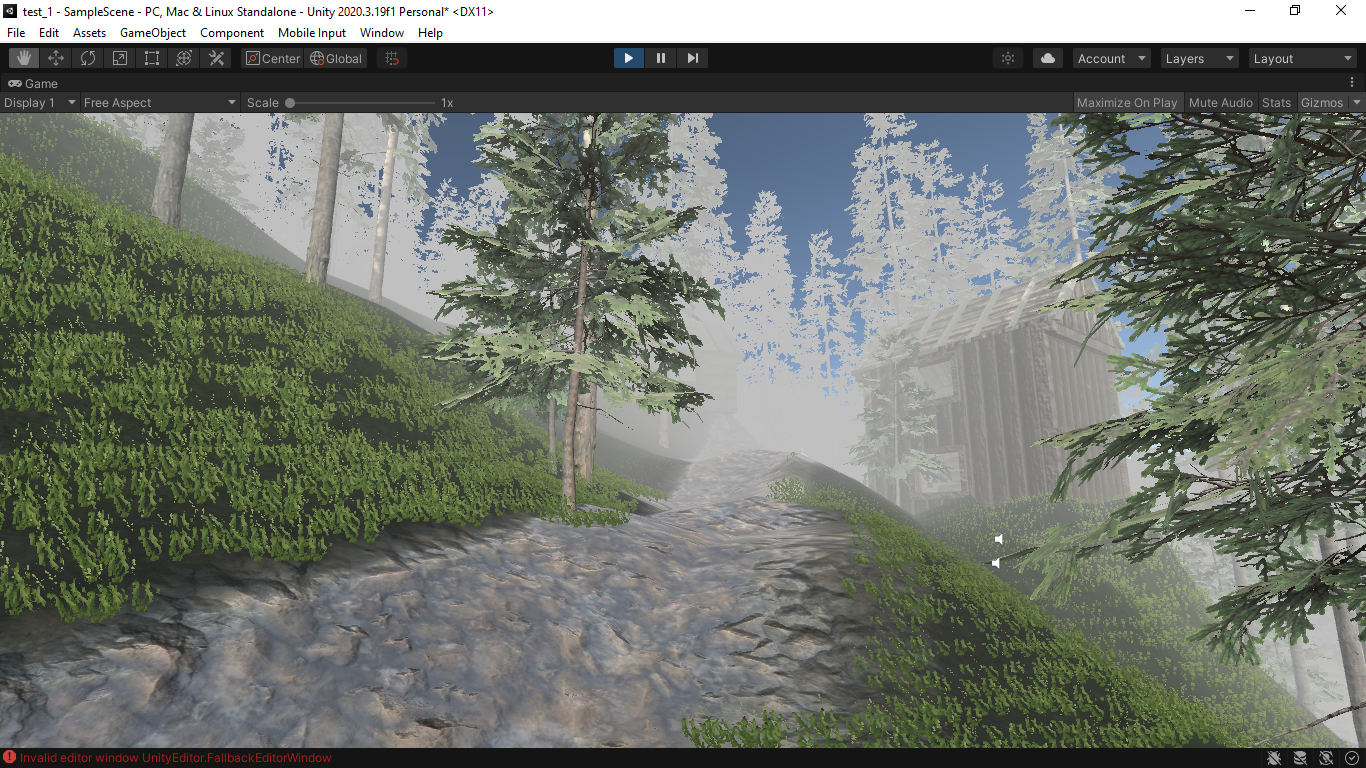 test_1 - SampleScene - PC, Mac & Linux Standalone - Unity 2020.3.19f1 Personal* <DX11>
File Edit Assets GameObject Component Mobile Input Window Help
Center Global Account Layers Layout
Game
Display 1 Free Aspect Scale 1x Maximize On Play Mute Audio Stats Gizmos
Invalid editor window UnityEditor.FallbackEditorWindow